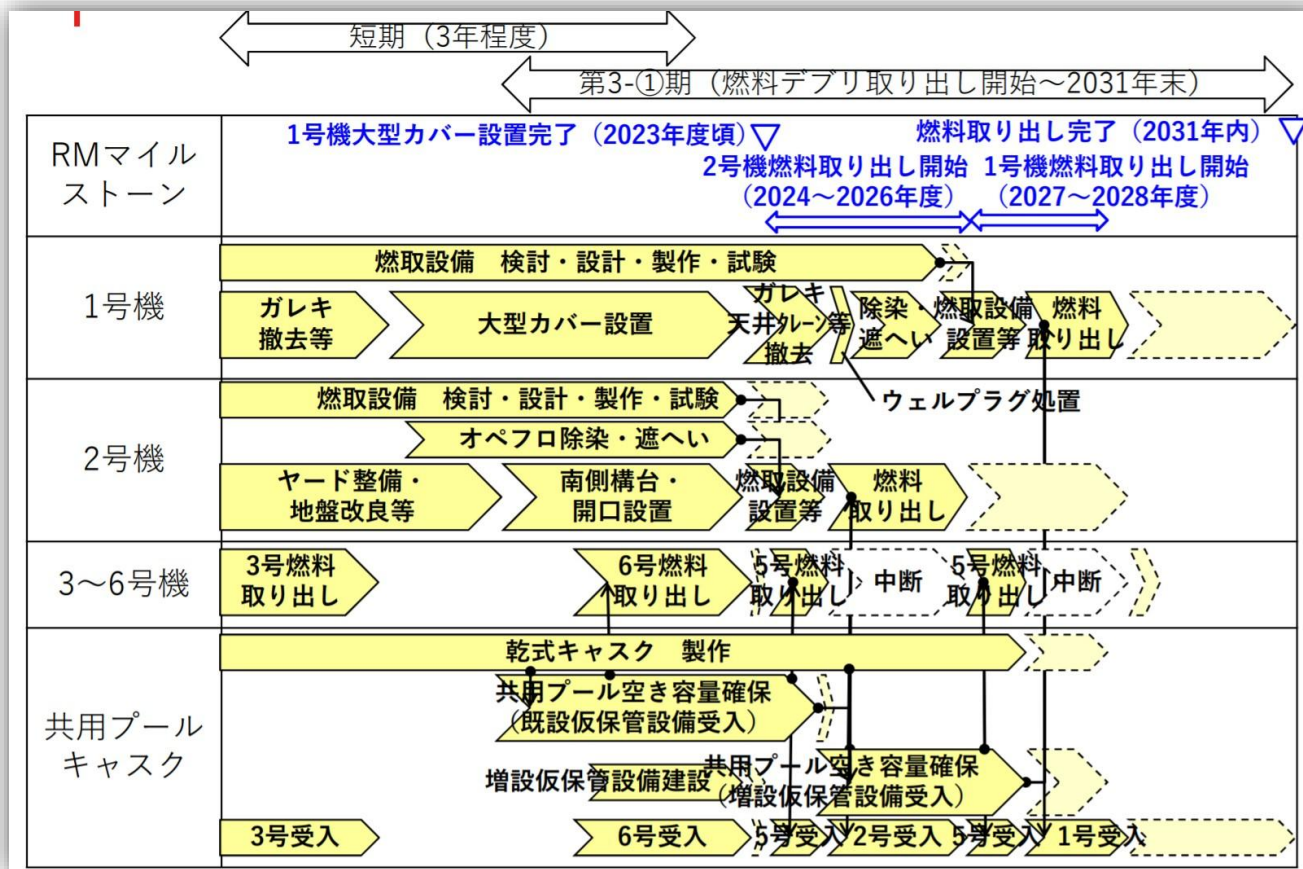 短期（3年程度）
第3-①期（燃料デブリ取り出し開始～2031年末）
RMマイル
ストーン
1号機大型カバー設置完了（2023年度頃）
燃料取り出し完了（2031年内）
2号機燃料取り出し開始
（2024～2026年度）
1号機燃料取り出し開始
（2027～2028年度）
1号機
燃取設備　検討・設計・製作・試験
ガレキ
撤去等
大型カバー設置
ガレキ
天井クレーン等
撤去
除染・
遮へい
燃取設備
設置等
燃料
取り出し
ウェルプラグ処置
2号機
燃取設備　検討・設計・製作・試験
オペフロ除染・遮へい
ヤード整備・
地盤改良等
南側構台・
開口設置
燃取設備
設置等
燃料
取り出し
3～6号機
3号燃料
取り出し
6号燃料
取り出し
5号燃料
取り出し
中断
5号燃料
取り出し
中断
共用プール
キャスク
乾式キャスク　製作
共用プール空き容量確保
（既設仮保管設備受入）
増設仮保管設備建設
共用プール空き容量確保
（増設仮保管設備受入）
3号受入
6号受入
5号受入
2号受入
5号受入
1号受入